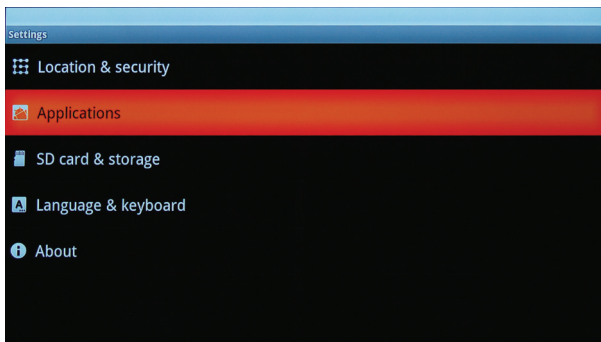 Settings
Location & security
Applications
SD card & storage
Language & keyboard
About